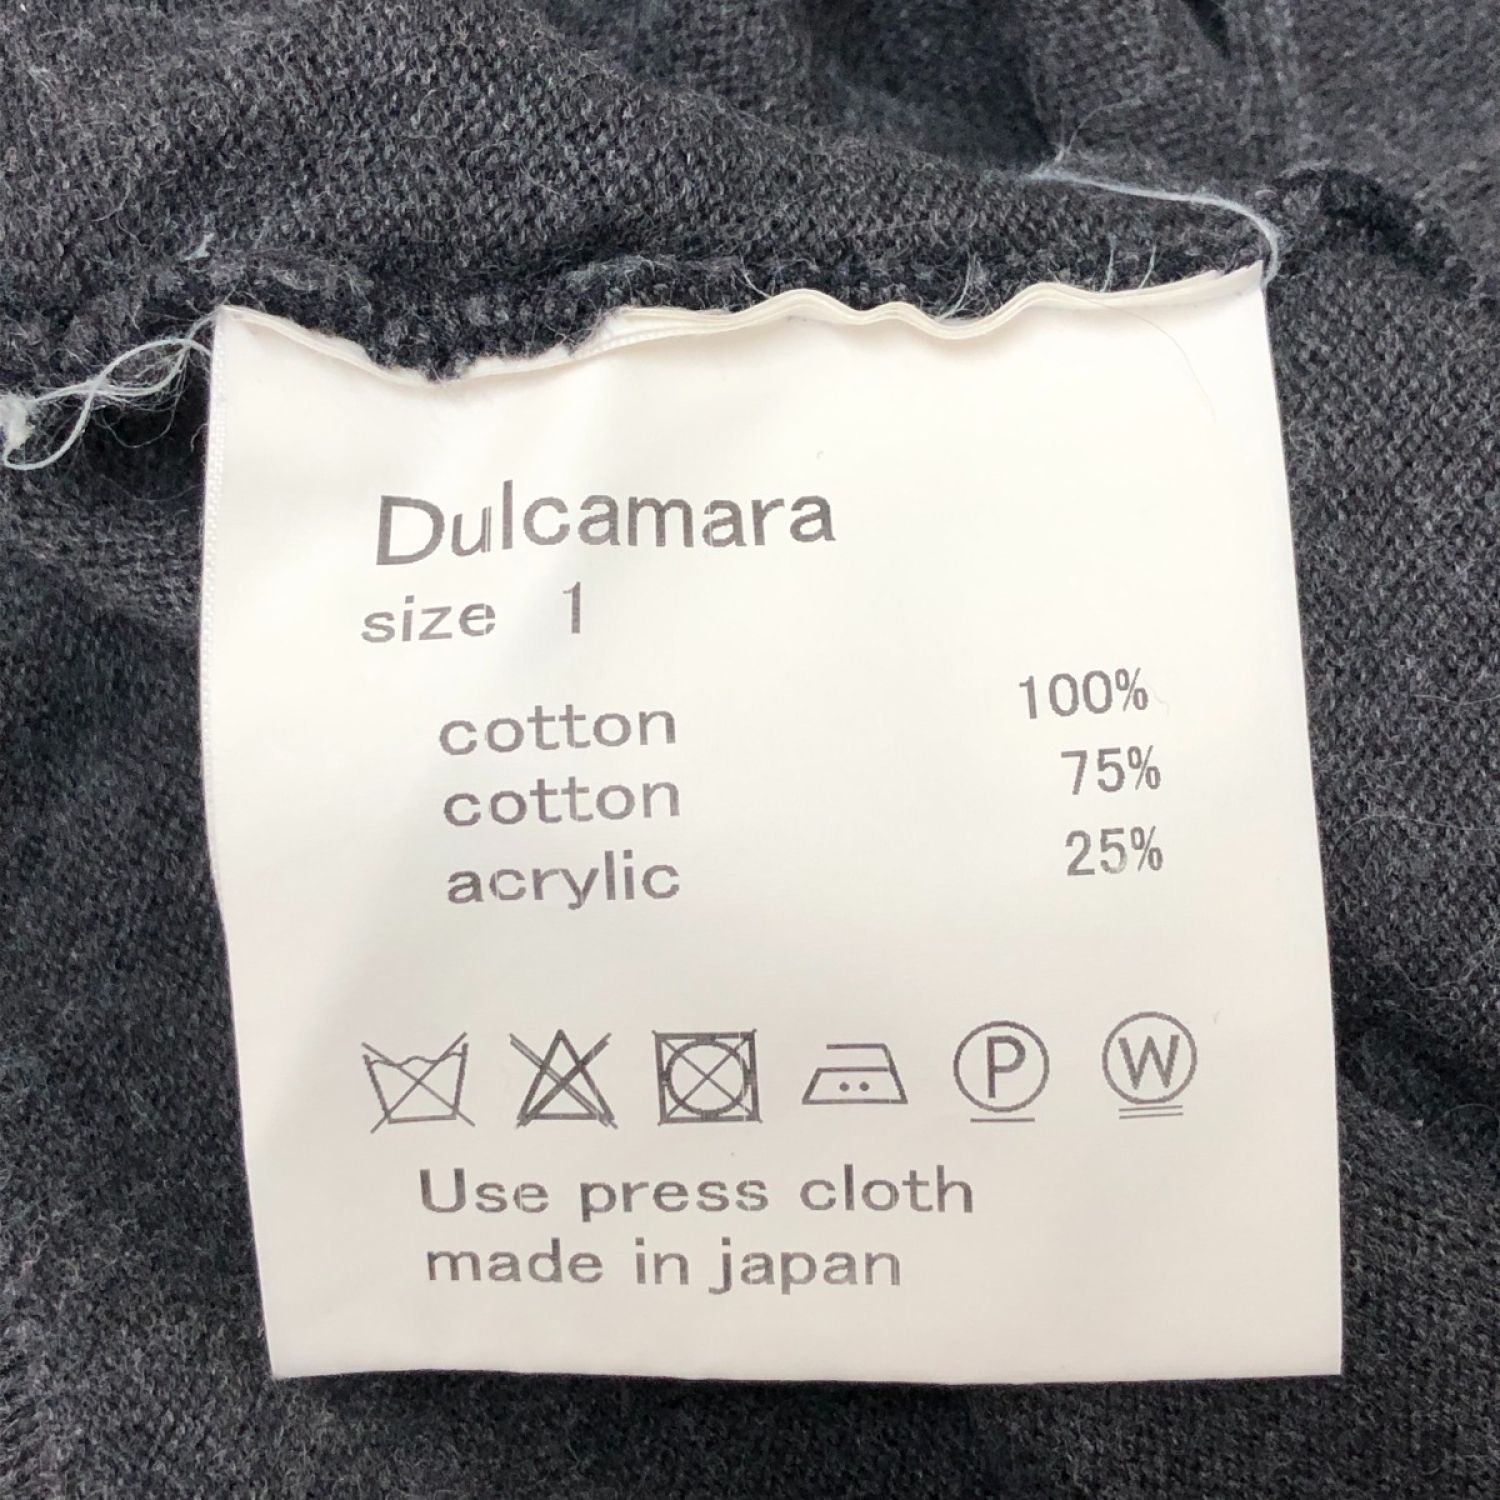 Dulcamara
size 1
cotton 100%
cotton 75%
acrylic 25%
P W
Use press cloth
made in japan